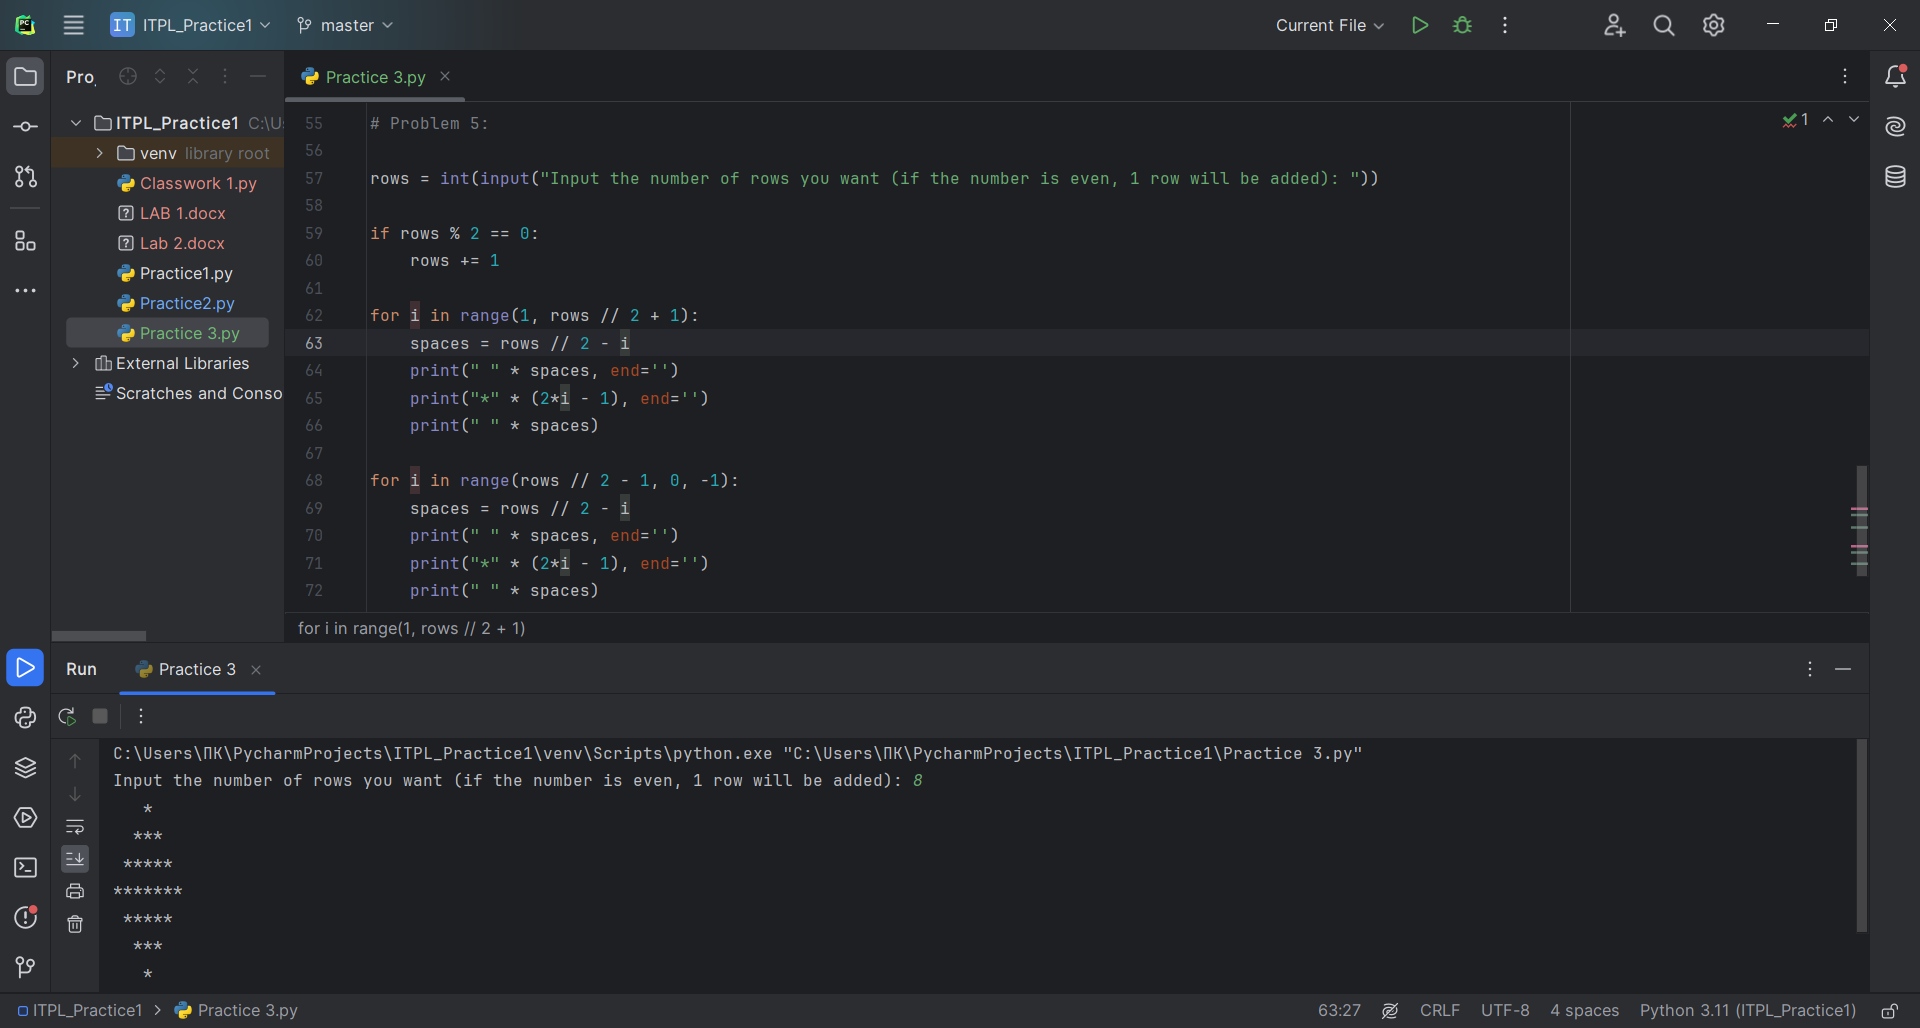 IT ITPL_Practice1 master Current File
Pro
Practice 3.py
ITPL_Practice1 C:\U
venv library root
Classwork 1.py
LAB 1.docx
Lab 2.docx
Practice1.py
Practice2.py
Practice 3.py
External Libraries
Scratches and Conso
1
55 # Problem 5:
56
57 rows = int(input("Input the number of rows you want (if the number is even, 1 row will be added): "))
58
59 if rows % 2 == 0:
60     rows += 1
61
62 for i in range(1, rows // 2 + 1):
63     spaces = rows // 2 - i
64     print(" " * spaces, end='')
65     print("*" * (2*i - 1), end='')
66     print(" " * spaces)
67
68 for i in range(rows // 2 - 1, 0, -1):
69     spaces = rows // 2 - i
70     print(" " * spaces, end='')
71     print("*" * (2*i - 1), end='')
72     print(" " * spaces)
for i in range(1, rows // 2 + 1)
Run Practice 3
C:\Users\ПК\PycharmProjects\ITPL_Practice1\venv\Scripts\python.exe "C:\Users\ПК\PycharmProjects\ITPL_Practice1\Practice 3.py"
Input the number of rows you want (if the number is even, 1 row will be added): 8
   *
  ***
 *****
*******
 *****
  ***
   *
ITPL_Practice1 > Practice 3.py
63:27 CRLF UTF-8 4 spaces Python 3.11 (ITPL_Practice1)